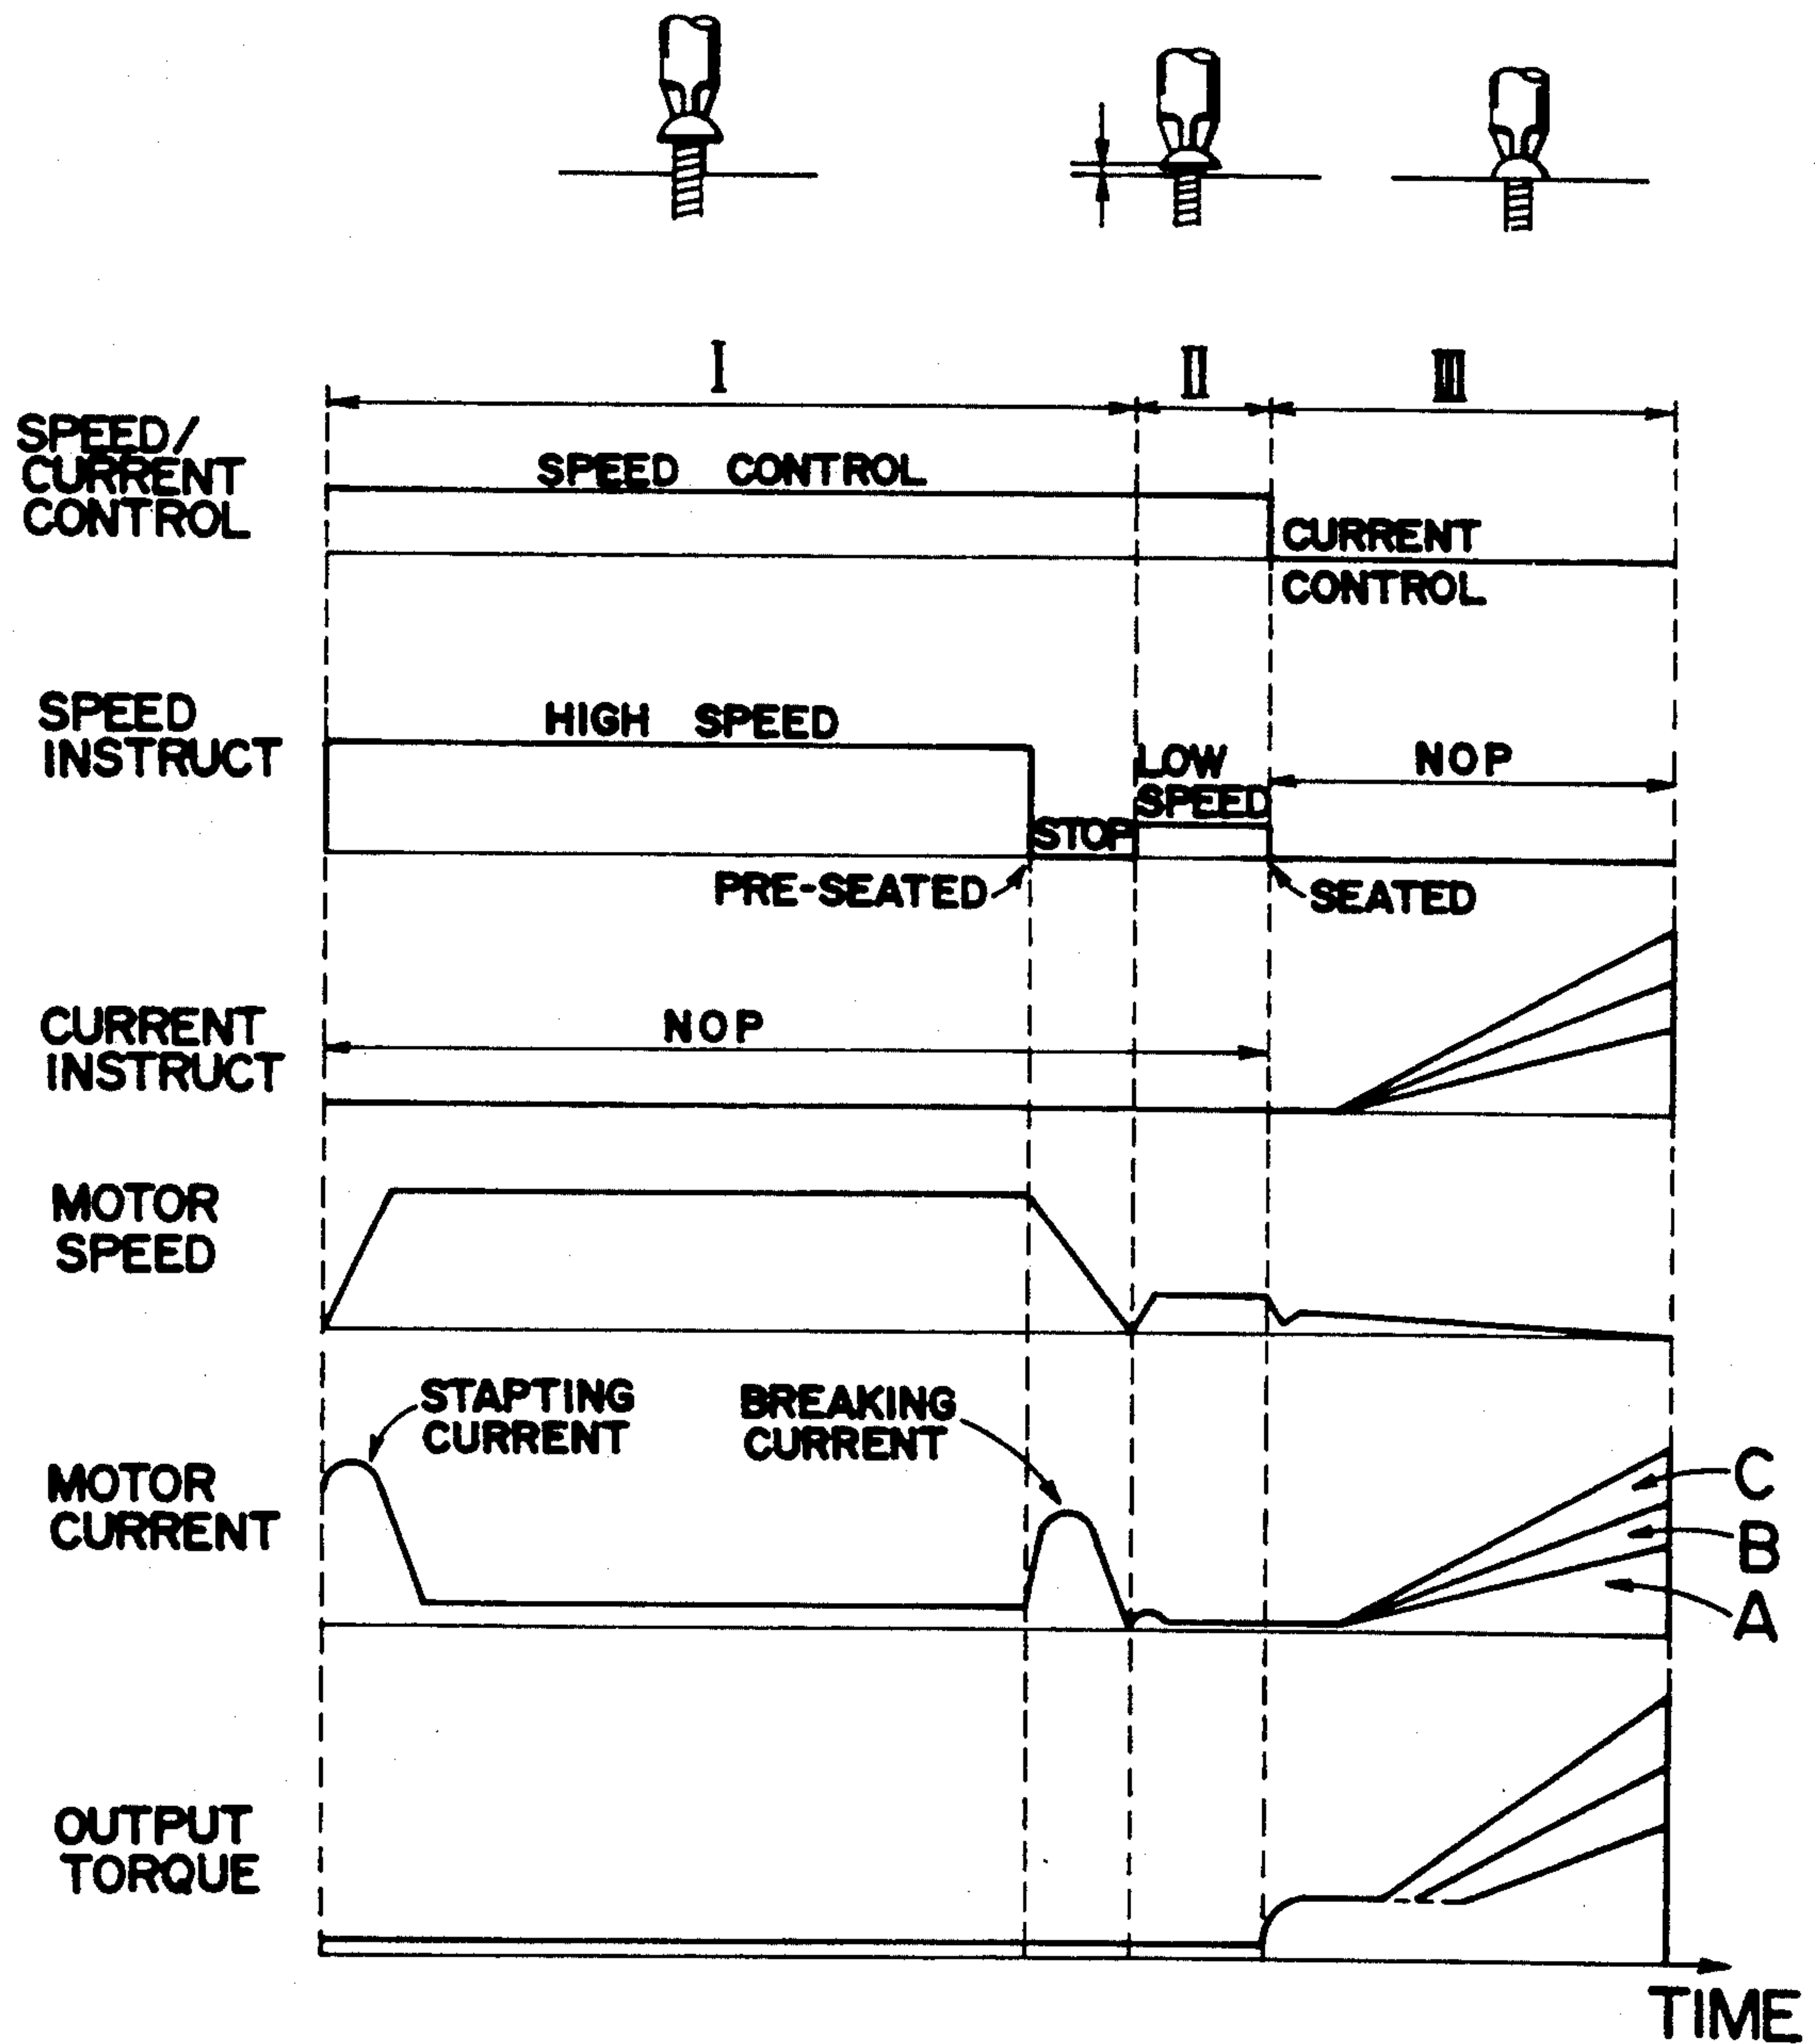 I II III
SPEED/
CURRENT
CONTROL
SPEED CONTROL
CURRENT
CONTROL
SPEED
INSTRUCT
HIGH SPEED
STOP
LOW
SPEED
NOP
PRE-SEATED
SEATED
CURRENT
INSTRUCT
NOP
MOTOR
SPEED
MOTOR
CURRENT
STAPTING
CURRENT
BREAKING
CURRENT
C
B
A
OUTPUT
TORQUE
TIME